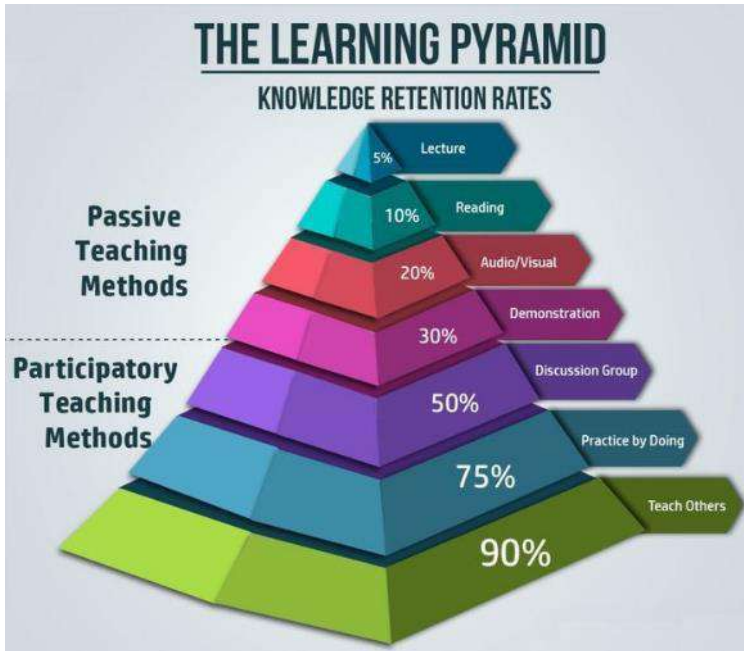 THE LEARNING PYRAMID
KNOWLEDGE RETENTION RATES
5%
Lecture
10%
Reading
20%
Audio/Visual
30%
Demonstration
50%
Discussion Group
75%
Practice by Doing
90%
Teach Others
Passive
Teaching
Methods
Participatory
Teaching
Methods